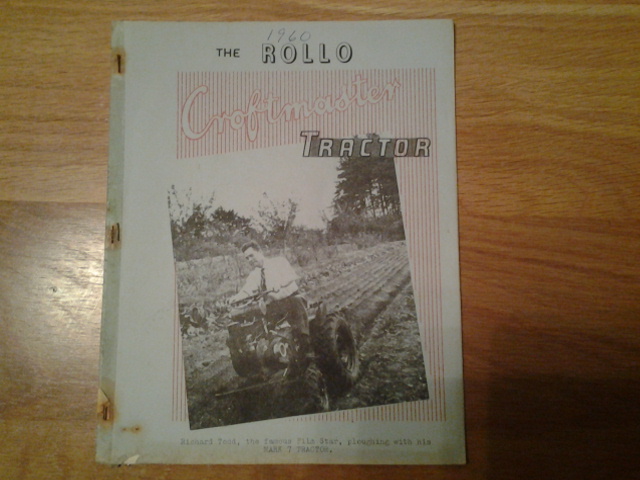 1960
THE ROLLO
Croftmaster
TRACTOR
Richard Todd, the famous Film Star, ploughing with his
MARK 7 TRACTOR.